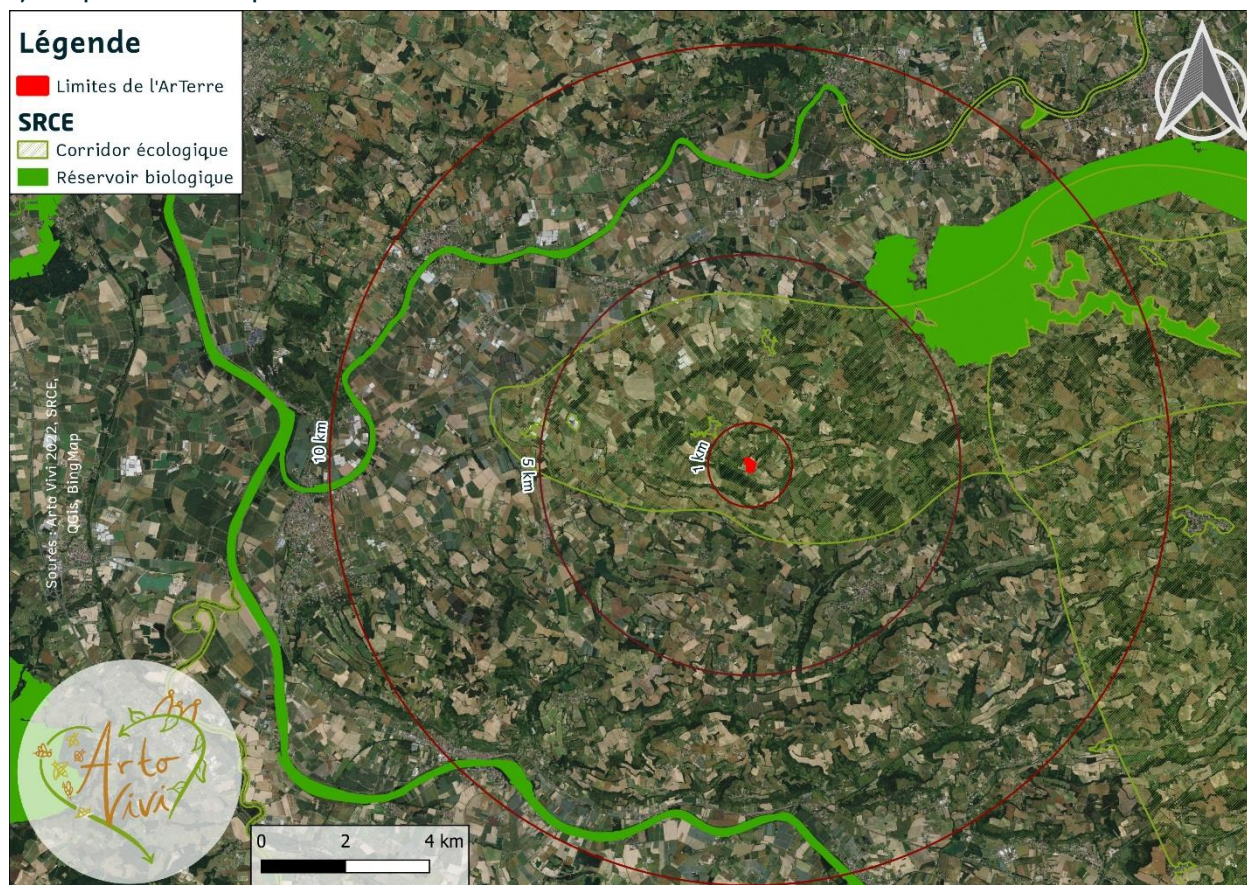 Légende
Limites de l'ArTerre
SRCE
Corridor écologique
Réservoir biologique
10 km
5 km
1 km
Soures : Arto Vivi 2022, SRCE,
QGis, BingMap
Arto
Vivi
0 2 4 km